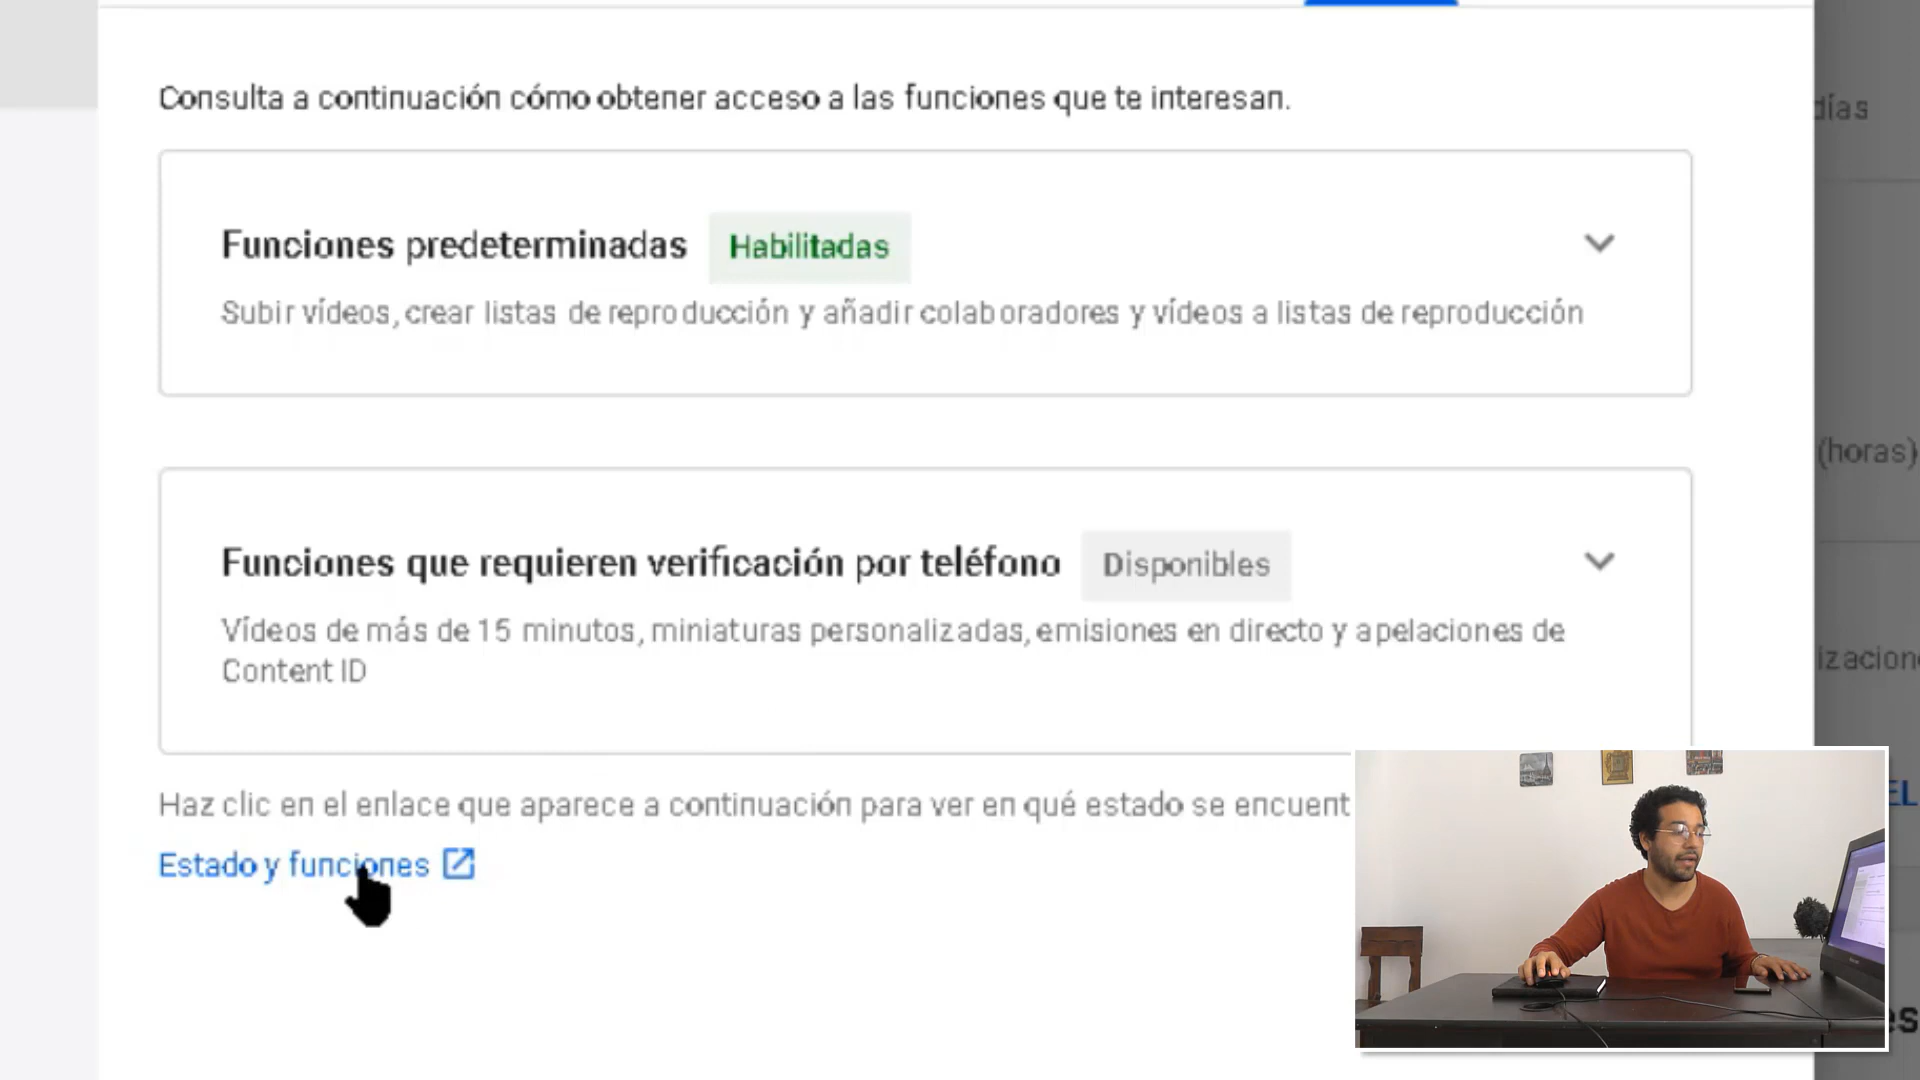 Consulta a continuación cómo obtener acceso a las funciones que te interesan.
Funciones predeterminadas Habilitadas
Subir vídeos, crear listas de reproducción y añadir colaboradores y vídeos a listas de reproducción
Funciones que requieren verificación por teléfono Disponibles
Vídeos de más de 15 minutos, miniaturas personalizadas, emisiones en directo y apelaciones de
Content ID
Haz clic en el enlace que aparece a continuación para ver en qué estado se encuent
Estado y funciones
días
(horas)
izacion
EL
es